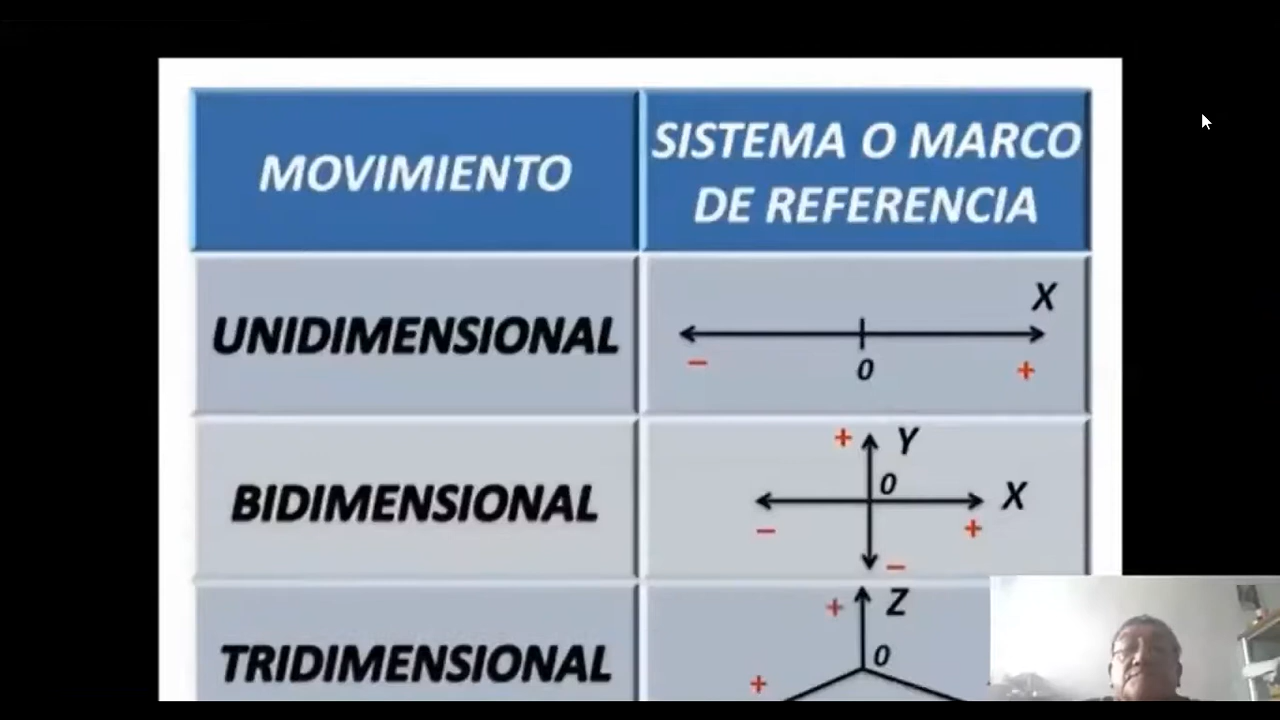 MOVIMIENTO
SISTEMA O MARCO
DE REFERENCIA
UNIDIMENSIONAL
X
− 0 +
BIDIMENSIONAL
+ Y
0
X
− +
−
TRIDIMENSIONAL
+ Z
0
+